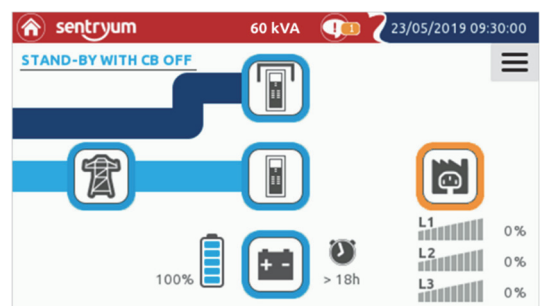 sentryum 60 kVA 1 23/05/2019 09:30:00
STAND-BY WITH CB OFF
L1 0%
L2 0%
100% > 18h
L3 0%